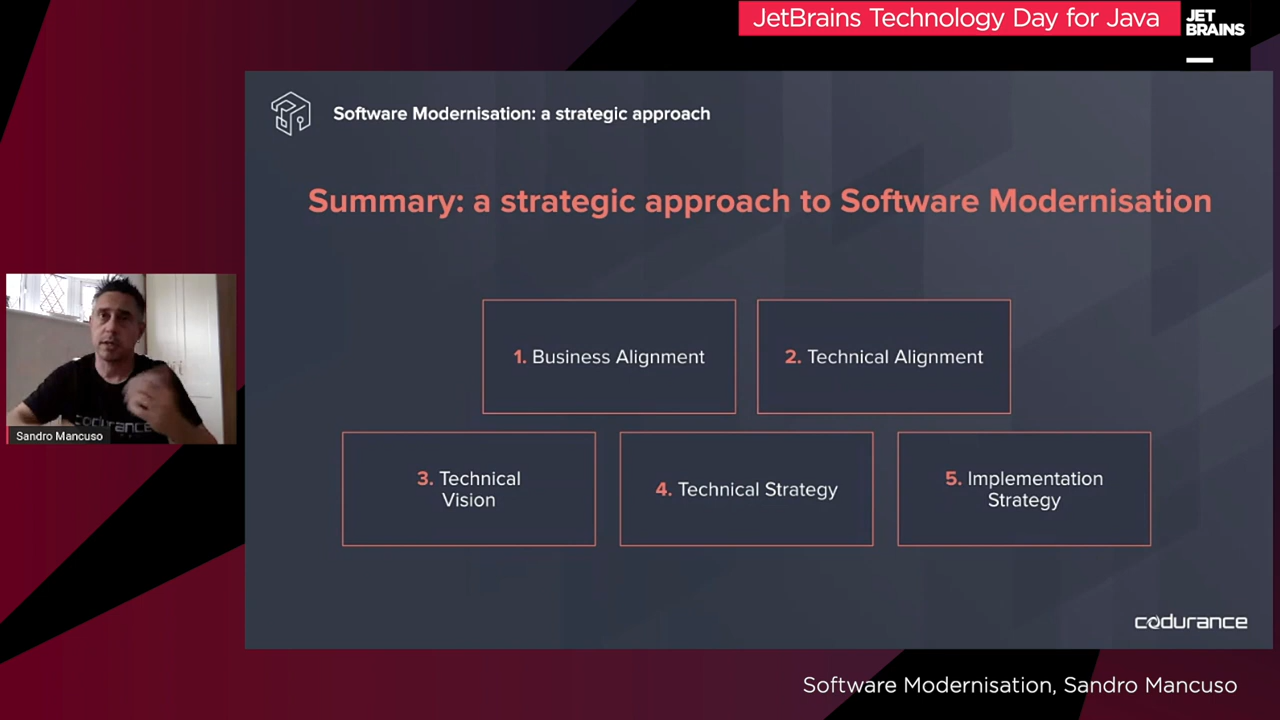 JetBrains Technology Day for Java
JET
BRAINS
Software Modernisation: a strategic approach
Summary: a strategic approach to Software Modernisation
1. Business Alignment
2. Technical Alignment
3. Technical
Vision
4. Technical Strategy
5. Implementation
Strategy
codurance
Sandro Mancuso
codurance
Software Modernisation, Sandro Mancuso